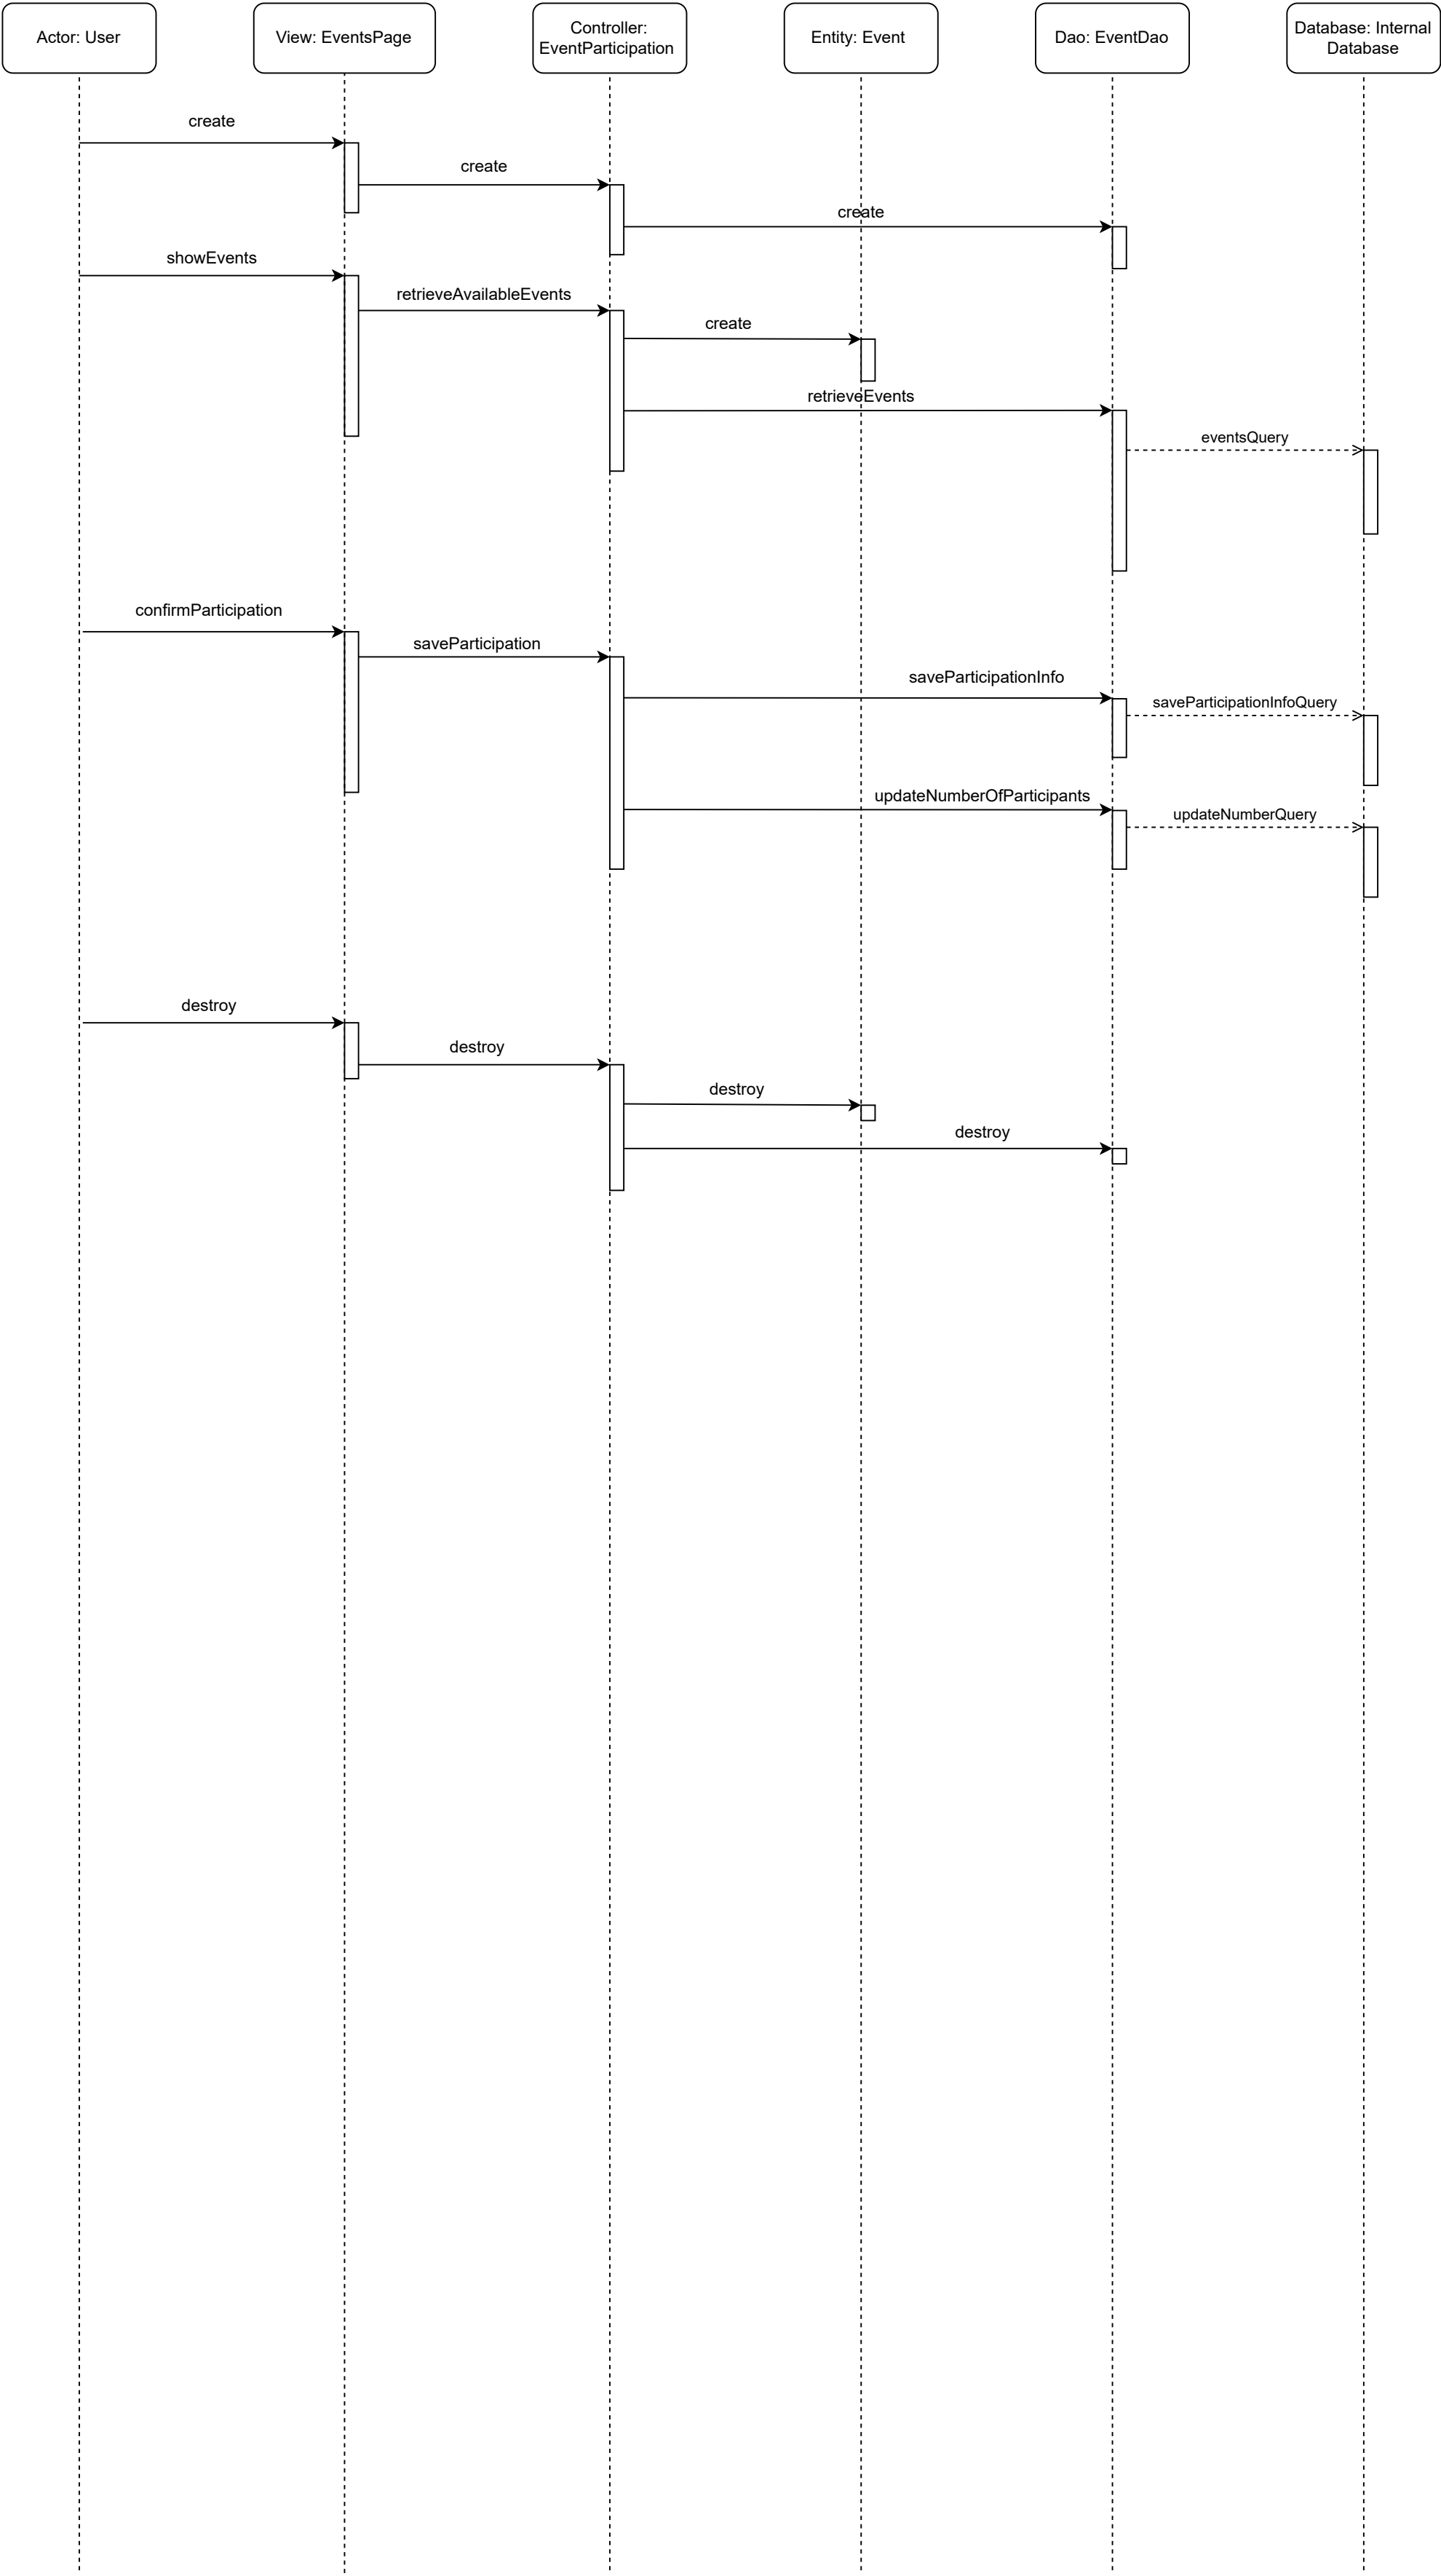 Actor: User
View: EventsPage
Controller:
EventParticipation
Entity: Event
Dao: EventDao
Database: Internal
Database
create
create
create
showEvents
retrieveAvailableEvents
create
retrieveEvents
eventsQuery
confirmParticipation
saveParticipation
saveParticipationInfo
saveParticipationInfoQuery
updateNumberOfParticipants
updateNumberQuery
destroy
destroy
destroy
destroy